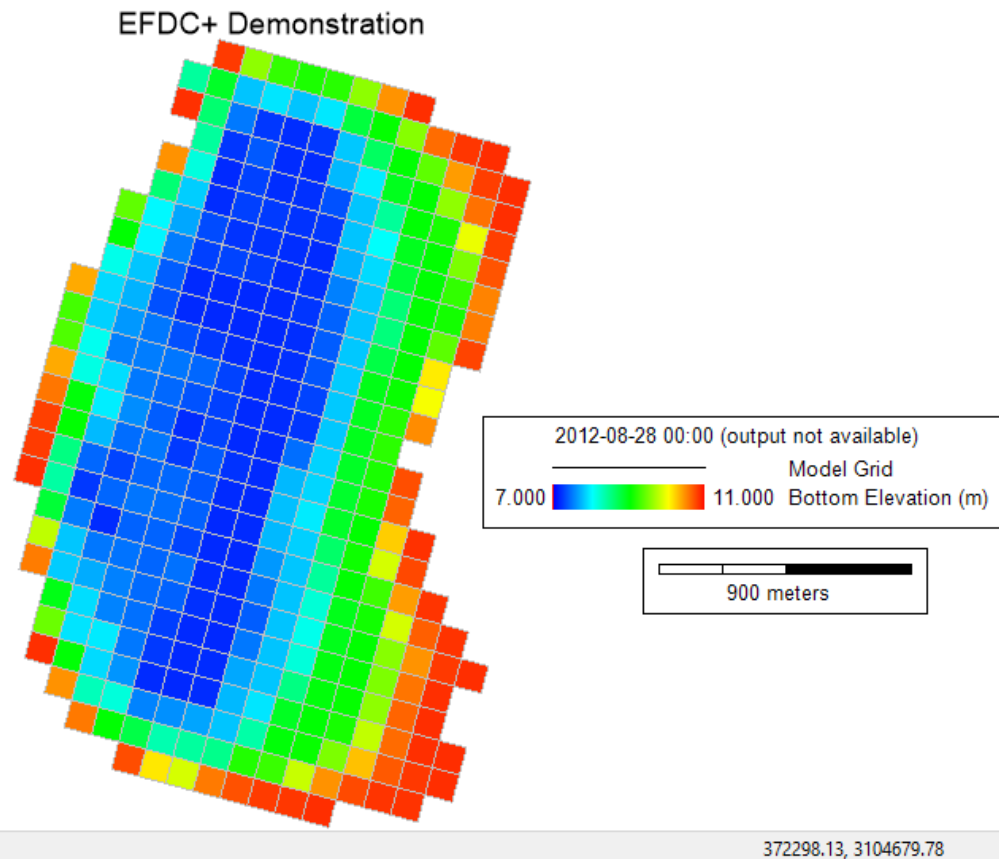 EFDC+ Demonstration
2012-08-28 00:00 (output not available)
Model Grid
7.000 11.000 Bottom Elevation (m)
900 meters
372298.13, 3104679.78